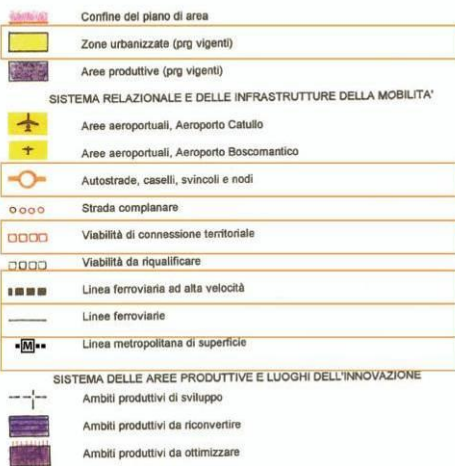 Confine del piano di area
Zone urbanizzate (prg vigenti)
Aree produttive (prg vigenti)
SISTEMA RELAZIONALE E DELLE INFRASTRUTTURE DELLA MOBILITA'
Aree aeroportuali, Aeroporto Catullo
Aree aeroportuali, Aeroporto Boscomantico
Autostrade, caselli, svincoli e nodi
Strada complanare
Viabilità di connessione territoriale
Viabilità da riqualificare
Linea ferroviaria ad alta velocità
Linee ferroviarie
M Linea metropolitana di superficie
SISTEMA DELLE AREE PRODUTTIVE E LUOGHI DELL'INNOVAZIONE
Ambiti produttivi di sviluppo
Ambiti produttivi da riconvertire
Ambiti produttivi da ottimizzare